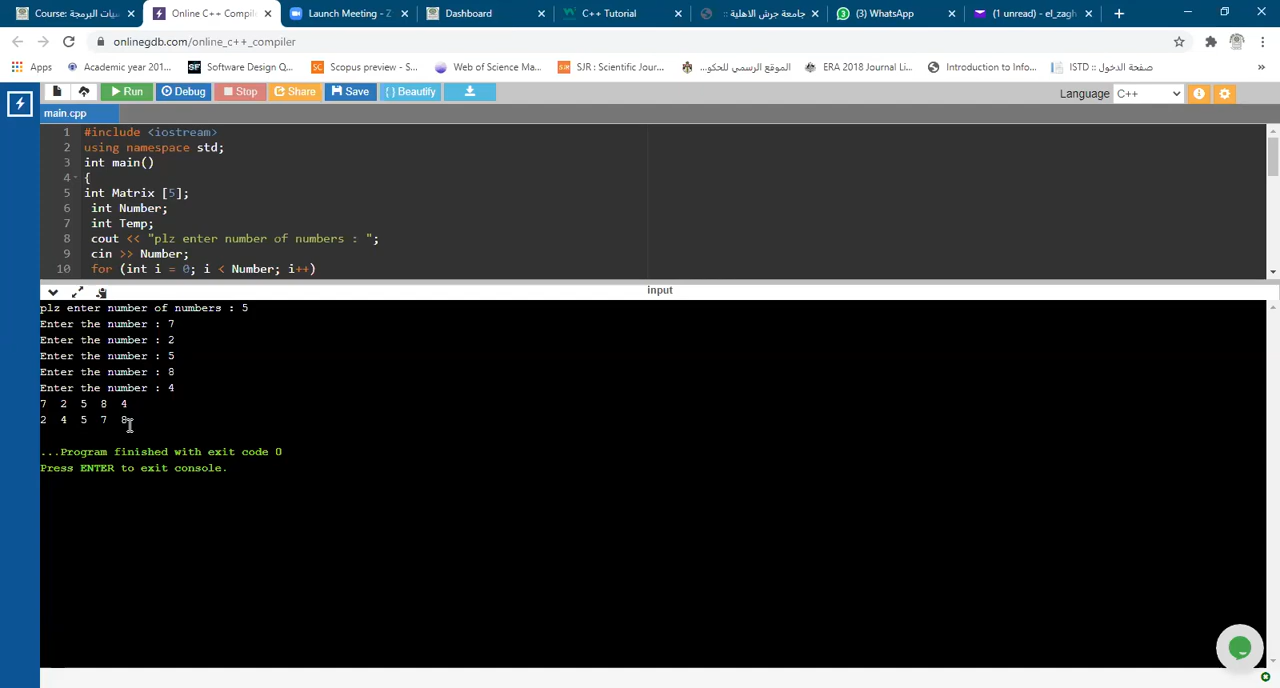 سيات البرمجة :Course
Online C++ Compile
Launch Meeting - Z
Dashboard
C++ Tutorial
جامعة جرش الاهلية ::
(3) WhatsApp
(1 unread) - el_zagh
onlinegdb.com/online_c++_compiler
Apps
Academic year 201...
SF
Software Design Q...
SC
Scopus preview - S...
Web of Science Ma...
SJR : Scientific Jour...
الموقع الرسمي للحكو...
ERA 2018 Journal Li...
Introduction to Info...
ISTD :: صفحة الدخول
»
Run
Debug
Stop
Share
Save
{ } Beautify
Language
C++
main.cpp
1 #include <iostream>
2 using namespace std;
3 int main()
4 {
5 int Matrix [5];
6 int Number;
7 int Temp;
8 cout << "plz enter number of numbers : ";
9 cin >> Number;
10 for (int i = 0; i < Number; i++)
input
plz enter number of numbers : 5
Enter the number : 7
Enter the number : 2
Enter the number : 5
Enter the number : 8
Enter the number : 4
7 2 5 8 4
2 4 5 7 8
...Program finished with exit code 0
Press ENTER to exit console.